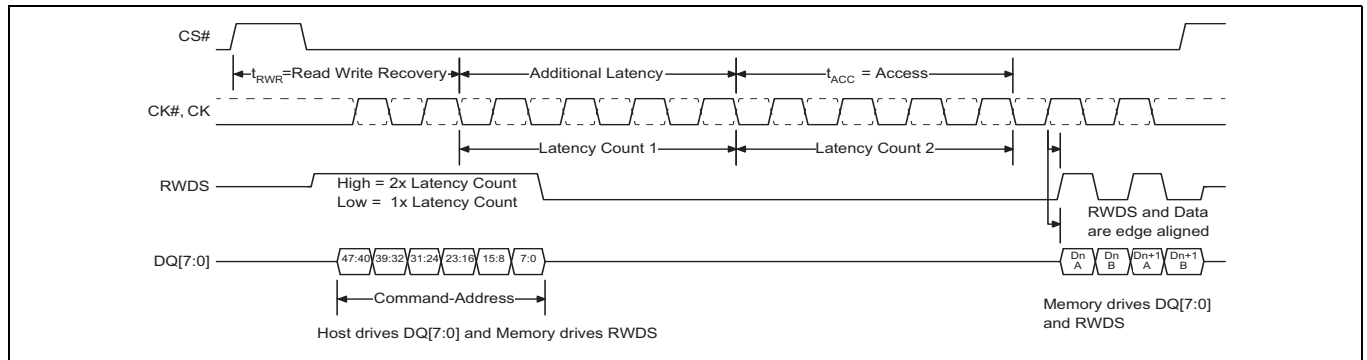 CS#
tRWR=Read Write Recovery
Additional Latency
tACC = Access
CK#, CK
Latency Count 1
Latency Count 2
RWDS
High = 2x Latency Count
Low = 1x Latency Count
RWDS and Data
are edge aligned
DQ[7:0]
47:40 39:32 31:24 23:16 15:8 7:0
Dn A
Dn B
Dn+1 A
Dn+1 B
Command-Address
Host drives DQ[7:0] and Memory drives RWDS
Memory drives DQ[7:0]
and RWDS